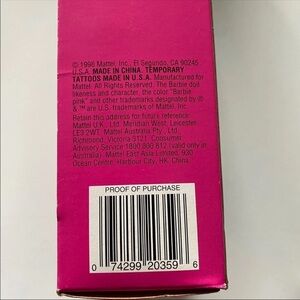 © 1998 Mattel, Inc., El Segundo, CA 90245
U.S.A. MADE IN CHINA. TEMPORARY
TATTOOS MADE IN U.S.A. Manufactured for
Mattel. All Rights Reserved. The Barbie doll
likeness and character, the color "Barbie
pink" and other trademarks designated by ®
& ™ are U.S. trademarks of Mattel, Inc.
Retain this address for future reference:
Mattel U.K., Ltd., Meridian West, Leicester
LE3 2WT. Mattel Australia Pty., Ltd.,
Richmond, Victoria 3121. Consumer
Advisory Service 1800 800 812 (valid only in
Australia). Mattel East Asia Limited, 930
Ocean Centre, Harbour City, HK, China.
PROOF OF PURCHASE
0 74299 20359 6